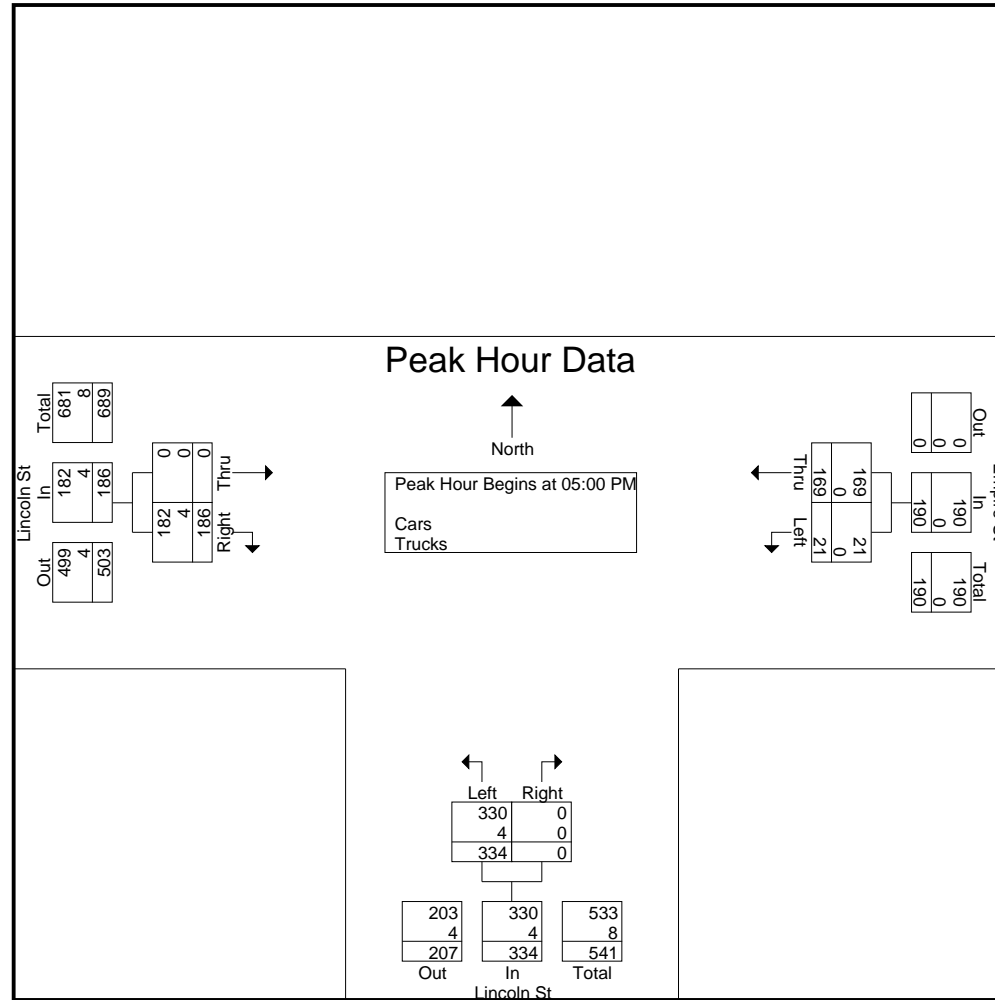 Peak Hour Data
North
Peak Hour Begins at 05:00 PM
Cars
Trucks
Lincoln St
Total
681
8
689
In
182
4
186
Out
499
4
503
Thru
0
0
0
Right
182
4
186
Thru
169
0
169
Left
21
0
21
Out
0
0
0
In
190
0
190
Total
190
0
190
Left Right
330 0
4 0
334 0
203 330 533
4 4 8
207 334 541
Out In Total
Lincoln St